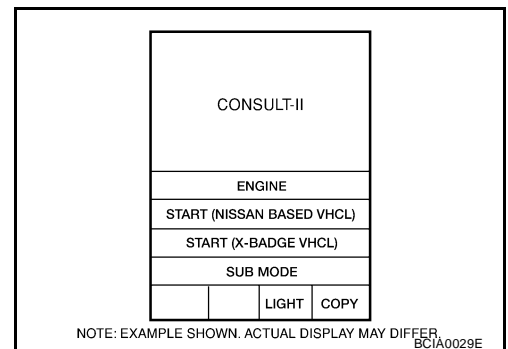 CONSULT-II
ENGINE
START (NISSAN BASED VHCL)
START (X-BADGE VHCL)
SUB MODE
LIGHT COPY
NOTE: EXAMPLE SHOWN. ACTUAL DISPLAY MAY DIFFER.
BCIA0029E